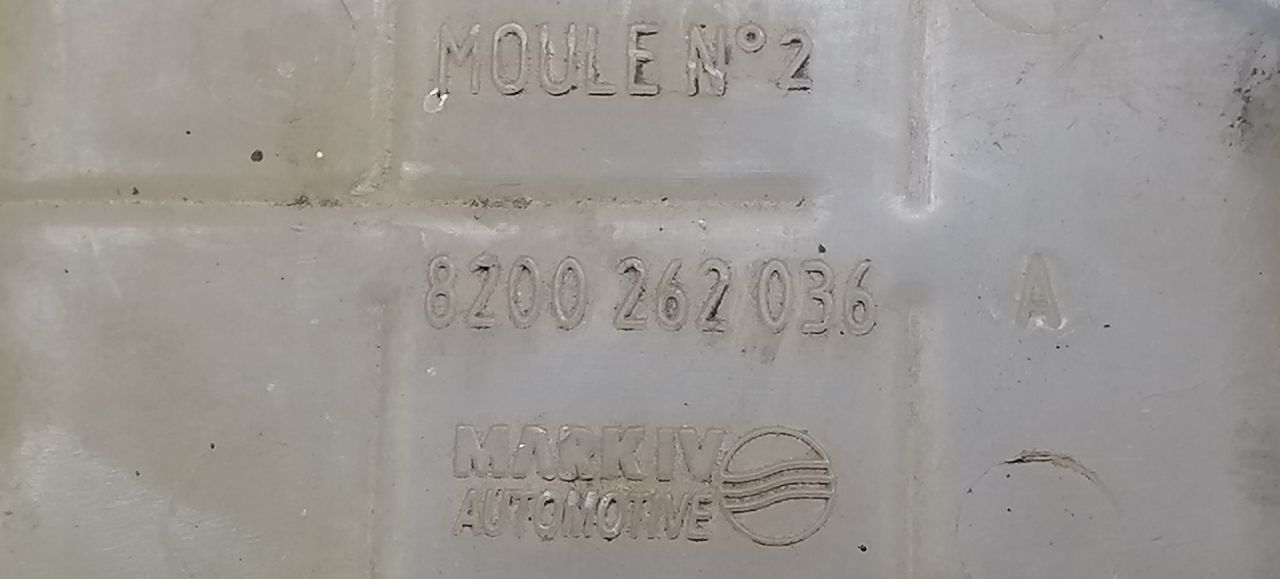 MOULE N°2
8200 262 036 A
MARK IV
AUTOMOTIVE